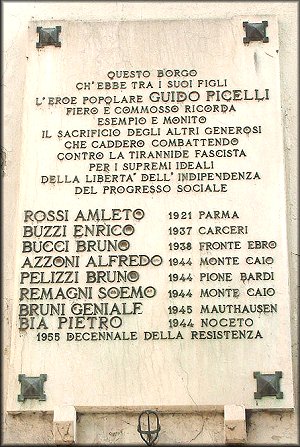 QUESTO BORGO
CH'EBBE TRA I SUOI FIGLI
L'EROE POPOLARE GUIDO PICELLI
FIERO E COMMOSSO RICORDA
ESEMPIO E MONITO
IL SACRIFICIO DEGLI ALTRI GENEROSI
CHE CADDERO COMBATTENDO
CONTRO LA TIRANNIDE FASCISTA
PER I SUPREMI IDEALI
DELLA LIBERTA' DELL'INDIPENDENZA
DEL PROGRESSO SOCIALE
ROSSI AMLETO 1921 PARMA
BUZZI ENRICO 1937 CARCERI
BUCCI BRUNO 1938 FRONTE EBRO
AZZONI ALFREDO 1944 MONTE CAIO
PELIZZI BRUNO 1944 PIONE BARDI
REMAGNI SOEMO 1944 MONTE CAIO
BRUNI GENIALE 1945 MAUTHAUSEN
BIA PIETRO 1944 NOCETO
1955 DECENNALE DELLA RESISTENZA